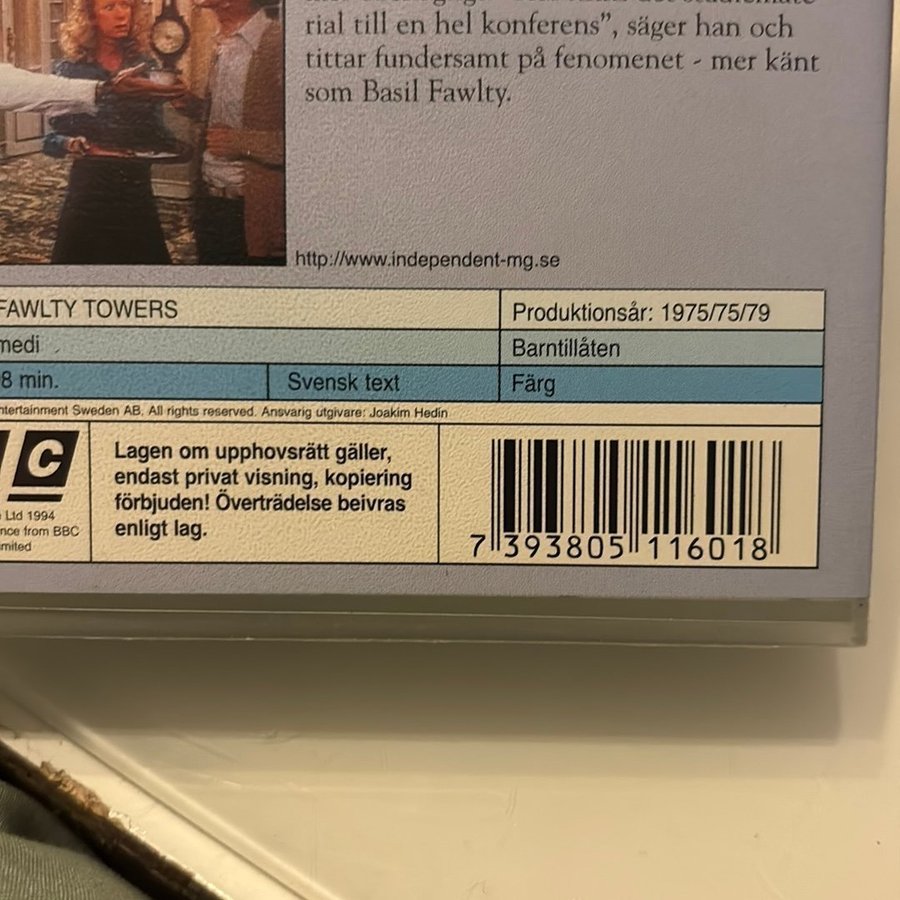 rial till en hel konferens”, säger han och
tittar fundersamt på fenomenet - mer känt
som Basil Fawlty.
http://www.independent-mg.se
FAWLTY TOWERS
Produktionsår: 1975/75/79
medi
Barntillåten
8 min.
Svensk text
Färg
ntertainment Sweden AB. All rights reserved. Ansvarig utgivare: Joakim Hedin
C
Ltd 1994
nce from BBC
mited
Lagen om upphovsrätt gäller,
endast privat visning, kopiering
förbjuden! Överträdelse beivras
enligt lag.
7 393805 116018